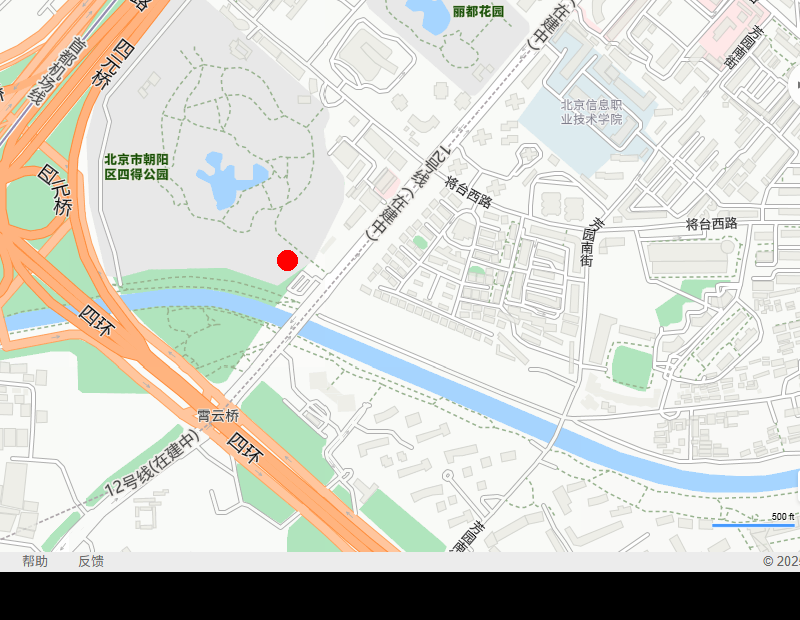 丽都花园
芳园南街
路
(在建中)
四元桥
首都机场线
北京信息职
业技术学院
12号线(在建中)
北京市朝阳
区四得公园
将台西路
四元桥
将台西路
芳园南街
四环
霄云桥
四环
12号线(在建中)
芳园南
500 ft
帮助
反馈